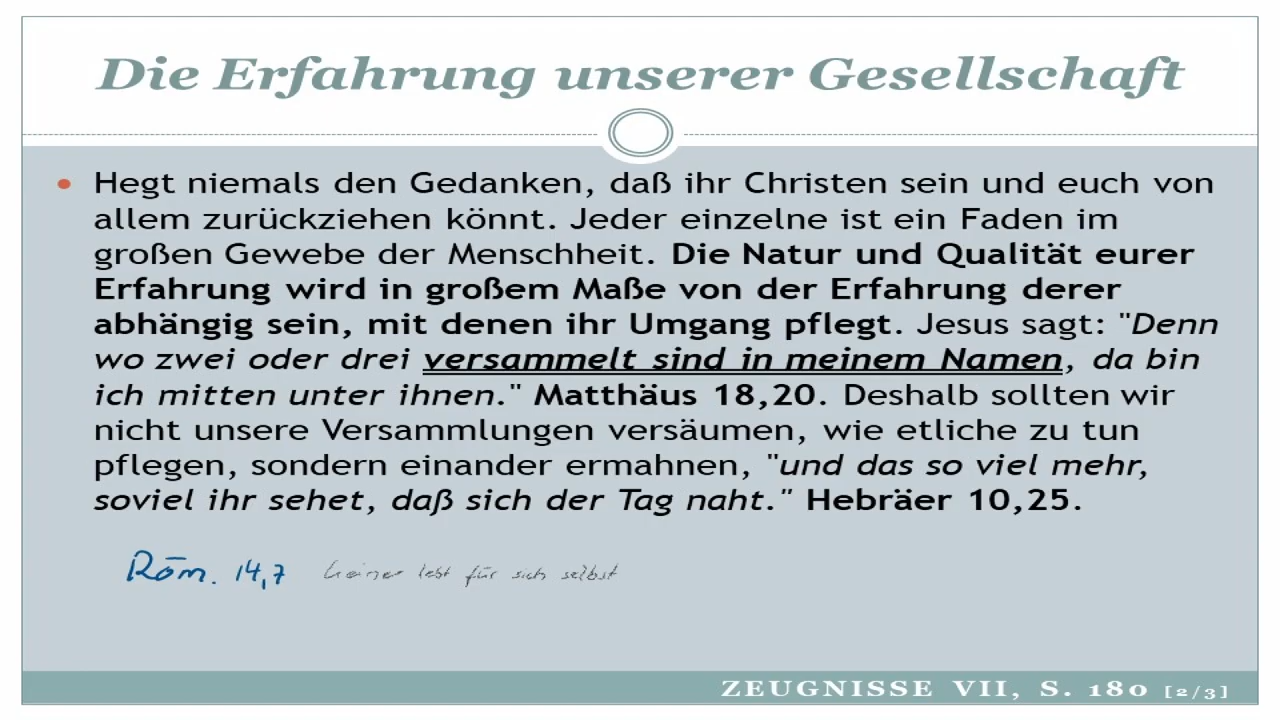 Die Erfahrung unserer Gesellschaft
• Hegt niemals den Gedanken, daß ihr Christen sein und euch von
allem zurückziehen könnt. Jeder einzelne ist ein Faden im
großen Gewebe der Menschheit. Die Natur und Qualität eurer
Erfahrung wird in großem Maße von der Erfahrung derer
abhängig sein, mit denen ihr Umgang pflegt. Jesus sagt: "Denn
wo zwei oder drei versammelt sind in meinem Namen, da bin
ich mitten unter ihnen." Matthäus 18,20. Deshalb sollten wir
nicht unsere Versammlungen versäumen, wie etliche zu tun
pflegen, sondern einander ermahnen, "und das so viel mehr,
soviel ihr sehet, daß sich der Tag naht." Hebräer 10,25.
Röm. 14,7 keiner lebt für sich selbst
ZEUGNISSE VII, S. 180 [2/3]